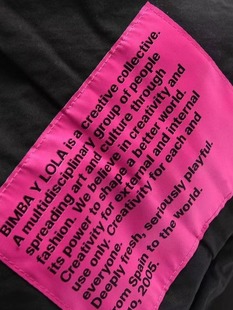 BIMBA Y LOLA is a creative collective.
A multidisciplinary group of people
spreading art and culture through
fashion. We believe in creativity and
its power to shape a better world.
Creativity for external and internal
use only. Creativity for each and
everyone.
Deeply fresh, seriously playful.
From Spain to the world.
2005.